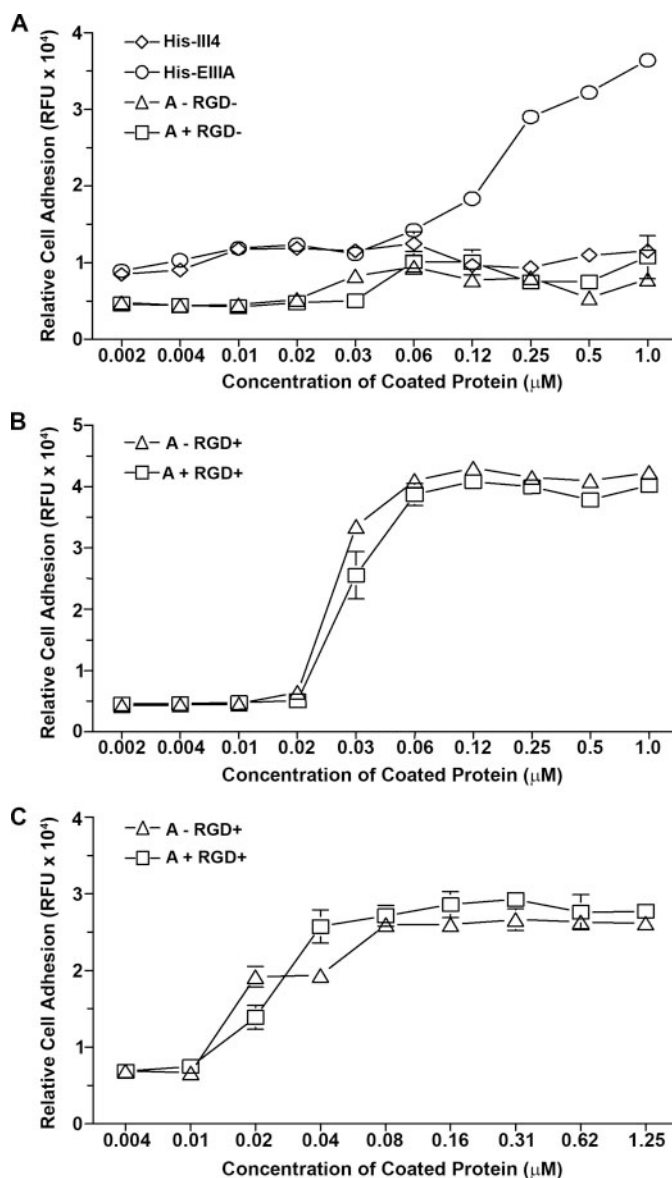 A
His-III4
His-EIIIA
A - RGD-
A + RGD-
Relative Cell Adhesion (RFU x 10⁴)
4
3
2
1
0
0.002 0.004 0.01 0.02 0.03 0.06 0.12 0.25 0.5 1.0
Concentration of Coated Protein (μM)
B
A - RGD+
A + RGD+
Relative Cell Adhesion (RFU x 10⁴)
5
4
3
2
1
0
0.002 0.004 0.01 0.02 0.03 0.06 0.12 0.25 0.5 1.0
Concentration of Coated Protein (μM)
C
A - RGD+
A + RGD+
Relative Cell Adhesion (RFU x 10⁴)
4
3
2
1
0
0.004 0.01 0.02 0.04 0.08 0.16 0.31 0.62 1.25
Concentration of Coated Protein (μM)